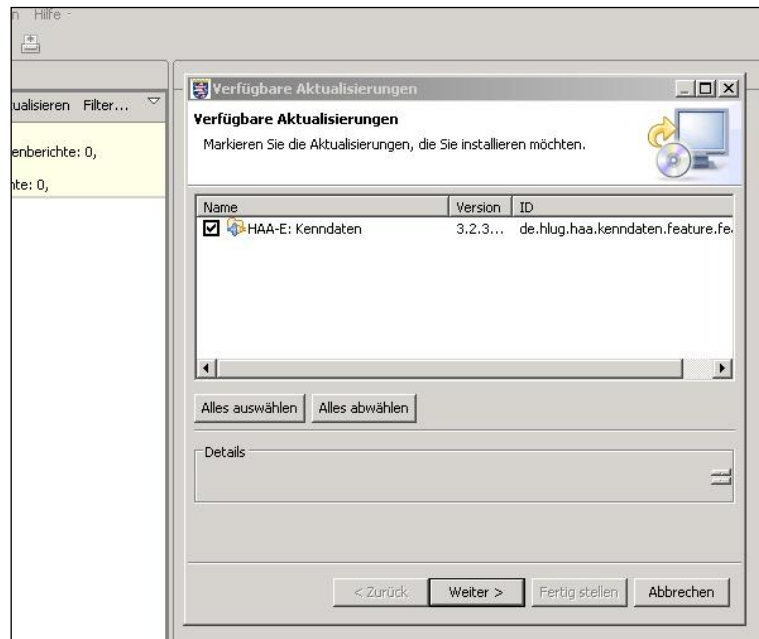 n Hilfe
ualisieren Filter...
enberichte: 0,
hte: 0,
Verfügbare Aktualisierungen
Verfügbare Aktualisierungen
Markieren Sie die Aktualisierungen, die Sie installieren möchten.
Name Version ID
HAA-E: Kenndaten 3.2.3... de.hlug.haa.kenndaten.feature.fe
Alles auswählen Alles abwählen
Details
< Zurück Weiter > Fertig stellen Abbrechen